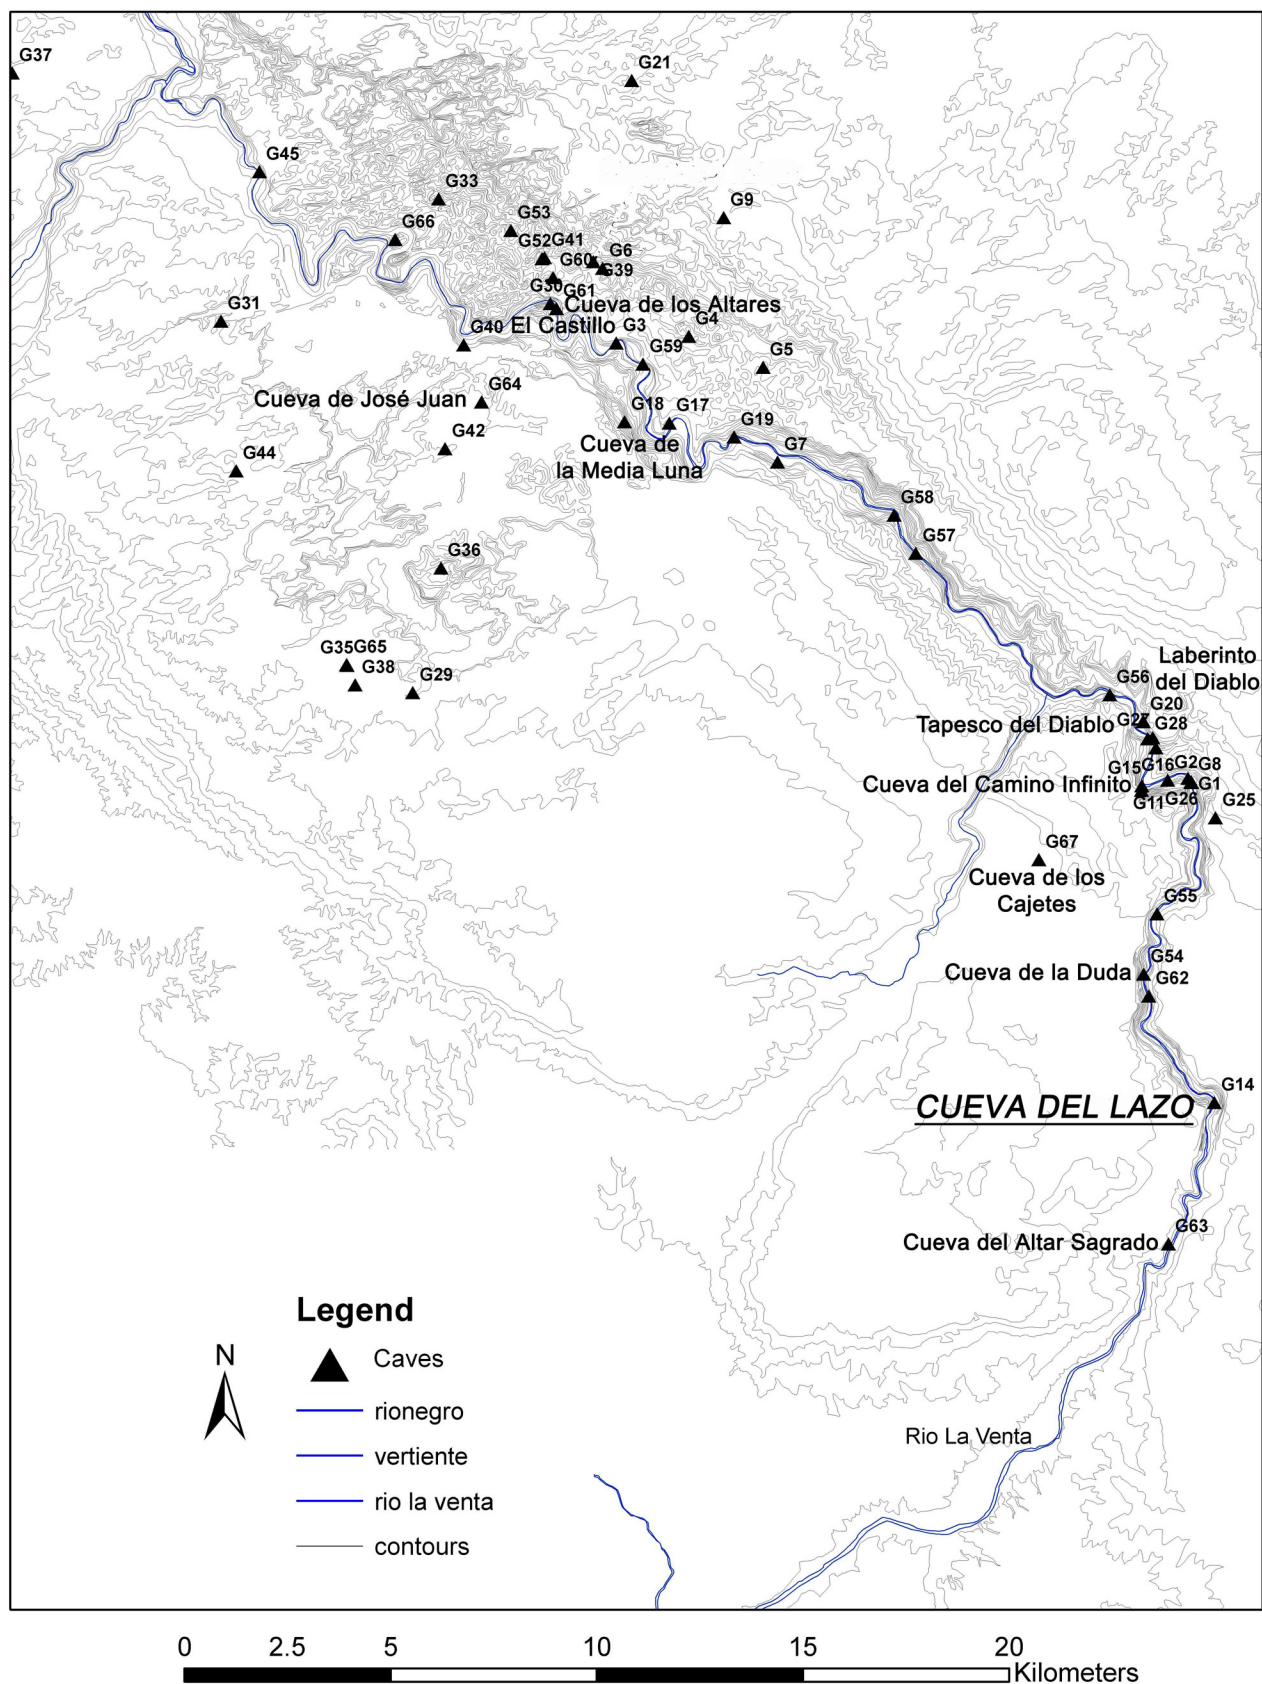 G37
G21
G45
G33
G9
G53
G66
G52
G41
G6
G60
G39
G30
G61
G31
Cueva de los Altares
El Castillo
G3
G4
G40
G59
G5
Cueva de José Juan
G64
G18
G17
G19
G42
Cueva de
la Media Luna
G7
G44
G58
G57
G36
G35
G65
G38
G29
Laberinto
del Diablo
G56
G20
Tapesco del Diablo
G27
G28
G15
G16
G2
G8
Cueva del Camino Infinito
G1
G11
G26
G25
G67
Cueva de los
Cajetes
G55
G54
Cueva de la Duda
G62
G14
CUEVA DEL LAZO
G63
Cueva del Altar Sagrado
Legend
N
Caves
rionegro
vertiente
rio la venta
contours
Rio La Venta
0 2.5 5 10 15 20
Kilometers